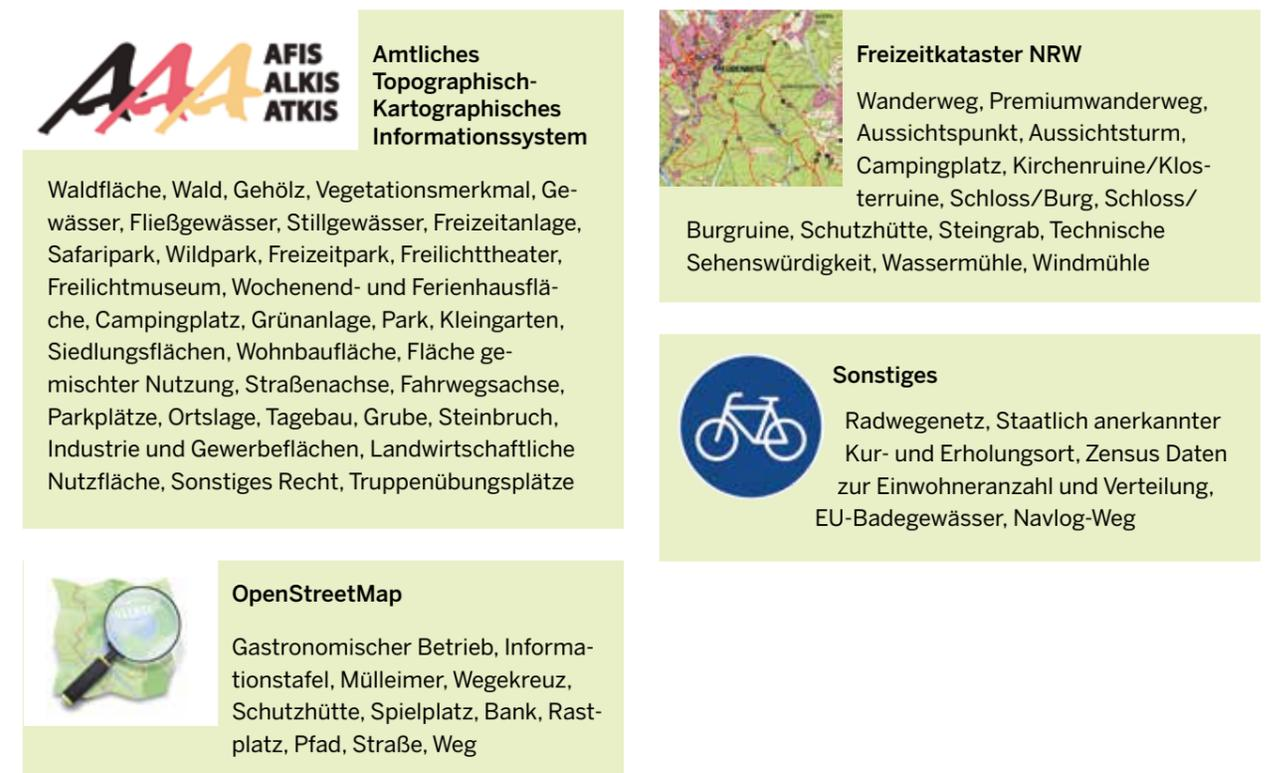 AFIS
ALKIS
ATKIS
Amtliches
Topographisch-
Kartographisches
Informationssystem
Waldfläche, Wald, Gehölz, Vegetationsmerkmal, Ge-
wässer, Fließgewässer, Stillgewässer, Freizeitanlage,
Safaripark, Wildpark, Freizeitpark, Freilichttheater,
Freilichtmuseum, Wochenend- und Ferienhausflä-
che, Campingplatz, Grünanlage, Park, Kleingarten,
Siedlungsflächen, Wohnbaufläche, Fläche ge-
mischter Nutzung, Straßenachse, Fahrwegsachse,
Parkplätze, Ortslage, Tagebau, Grube, Steinbruch,
Industrie und Gewerbeflächen, Landwirtschaftliche
Nutzfläche, Sonstiges Recht, Truppenübungsplätze
OpenStreetMap
Gastronomischer Betrieb, Informa-
tionstafel, Mülleimer, Wegekreuz,
Schutzhütte, Spielplatz, Bank, Rast-
platz, Pfad, Straße, Weg
Freizeitkataster NRW
Wanderweg, Premiumwanderweg,
Aussichtspunkt, Aussichtsturm,
Campingplatz, Kirchenruine/Klos-
terruine, Schloss/Burg, Schloss/
Burgruine, Schutzhütte, Steingrab, Technische
Sehenswürdigkeit, Wassermühle, Windmühle
Sonstiges
Radwegenetz, Staatlich anerkannter
Kur- und Erholungsort, Zensus Daten
zur Einwohneranzahl und Verteilung,
EU-Badegewässer, Navlog-Weg